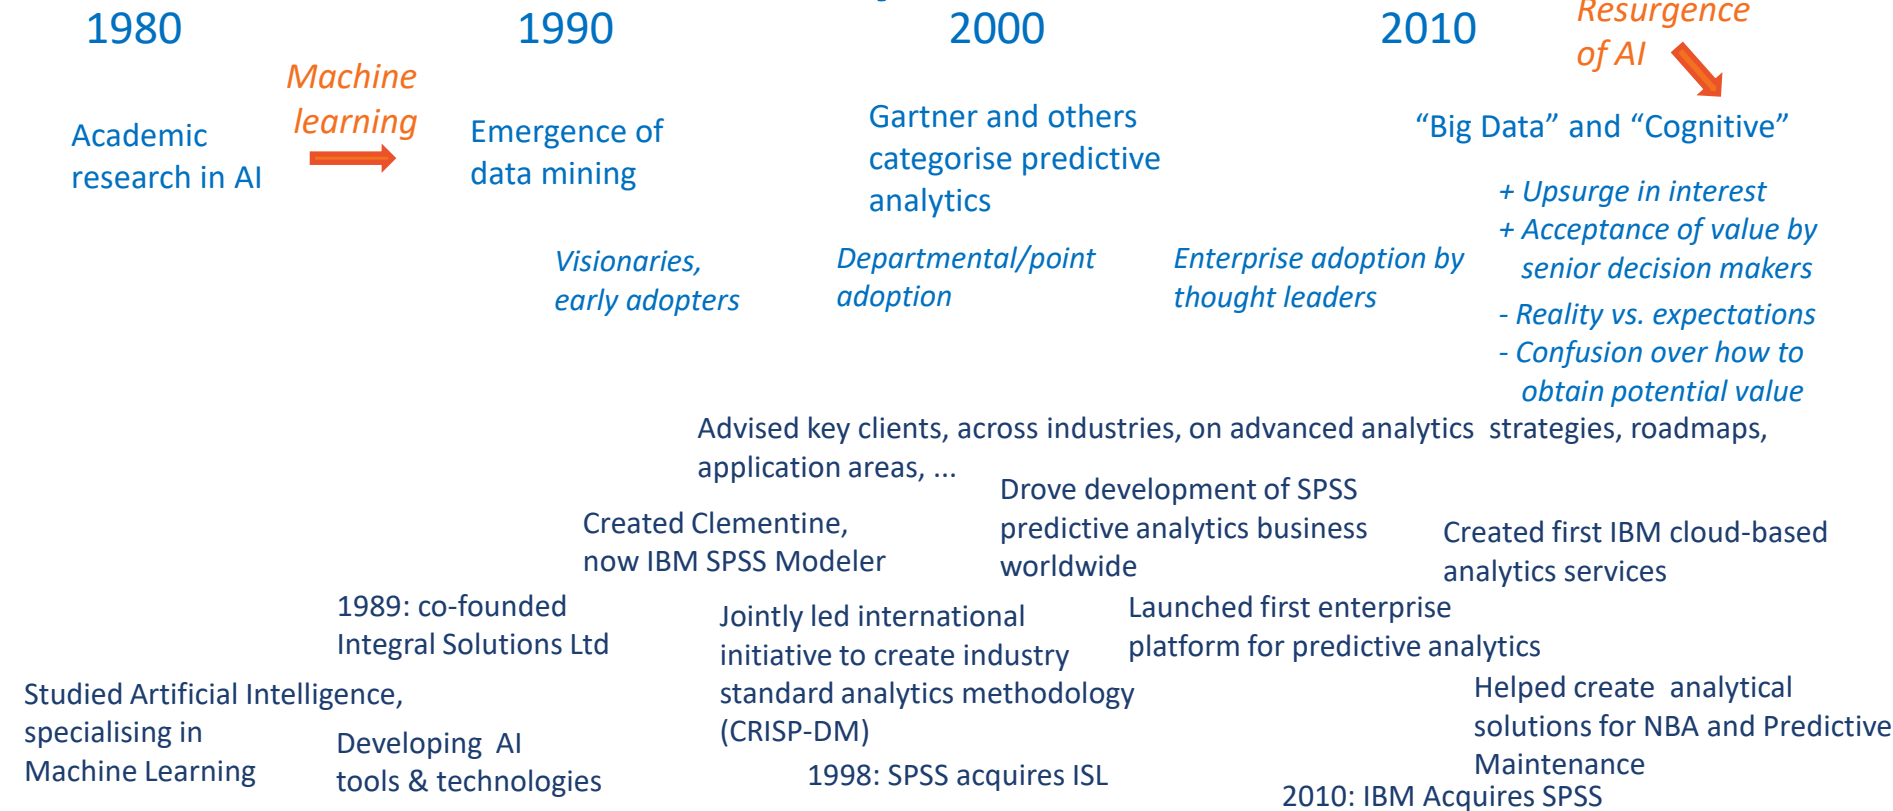 1980
1990
2000
2010
Resurgence
of AI
Machine
learning
Academic
research in AI
Emergence of
data mining
Gartner and others
categorise predictive
analytics
“Big Data” and “Cognitive”
Visionaries,
early adopters
Departmental/point
adoption
Enterprise adoption by
thought leaders
+ Upsurge in interest
+ Acceptance of value by
senior decision makers
- Reality vs. expectations
- Confusion over how to
obtain potential value
Advised key clients, across industries, on advanced analytics strategies, roadmaps,
application areas, ...
Created Clementine,
now IBM SPSS Modeler
Drove development of SPSS
predictive analytics business
worldwide
Created first IBM cloud-based
analytics services
1989: co-founded
Integral Solutions Ltd
Jointly led international
initiative to create industry
standard analytics methodology
(CRISP-DM)
Launched first enterprise
platform for predictive analytics
Studied Artificial Intelligence,
specialising in
Machine Learning
Developing AI
tools & technologies
1998: SPSS acquires ISL
Helped create analytical
solutions for NBA and Predictive
Maintenance
2010: IBM Acquires SPSS